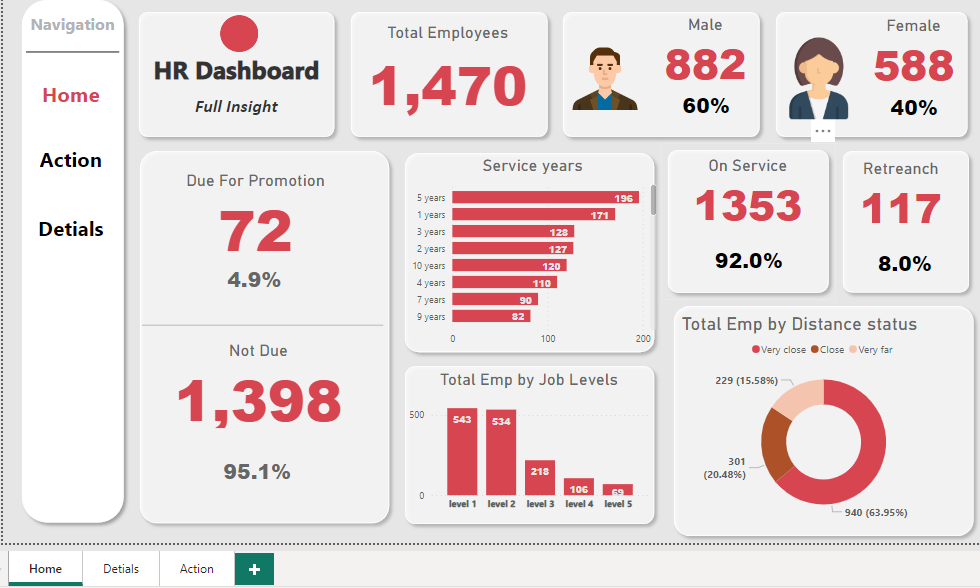 Navigation
Home
Action
Detials
HR Dashboard
Full Insight
Total Employees
1,470
Male
882
60%
Female
588
40%
...
Due For Promotion
72
4.9%
Not Due
1,398
95.1%
Service years
5 years 196
1 years 171
3 years 128
2 years 127
10 years 120
4 years 110
7 years 90
9 years 82
0 100 200
Total Emp by Job Levels
500
0
543 534 218 106 69
level 1 level 2 level 3 level 4 level 5
On Service
1353
92.0%
Retreanch
117
8.0%
Total Emp by Distance status
Very close Close Very far
229 (15.58%)
301
(20.48%)
940 (63.95%)
Home Detials Action +